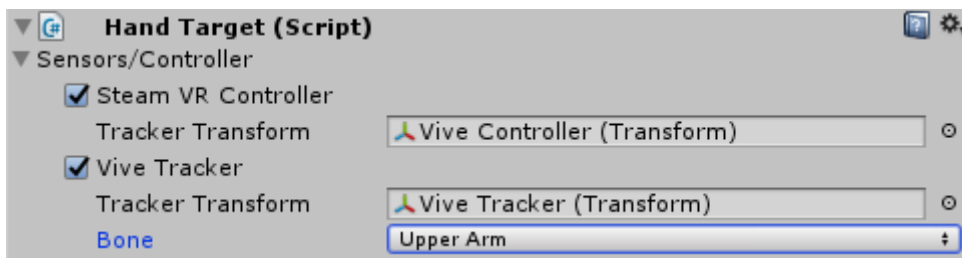 Hand Target (Script)
Sensors/Controller
Steam VR Controller
Tracker Transform Vive Controller (Transform)
Vive Tracker
Tracker Transform Vive Tracker (Transform)
Bone Upper Arm